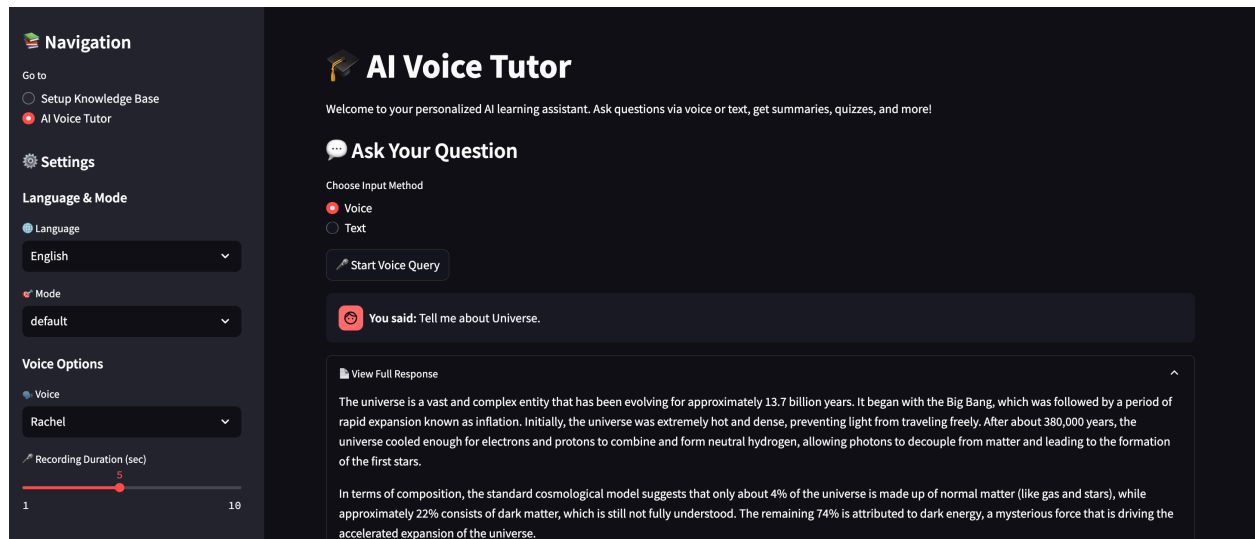 Navigation
Go to
Setup Knowledge Base
AI Voice Tutor
Settings
Language & Mode
Language
English
Mode
default
Voice Options
Voice
Rachel
Recording Duration (sec)
5
1
10
AI Voice Tutor
Welcome to your personalized AI learning assistant. Ask questions via voice or text, get summaries, quizzes, and more!
Ask Your Question
Choose Input Method
Voice
Text
Start Voice Query
You said: Tell me about Universe.
View Full Response
The universe is a vast and complex entity that has been evolving for approximately 13.7 billion years. It began with the Big Bang, which was followed by a period of
rapid expansion known as inflation. Initially, the universe was extremely hot and dense, preventing light from traveling freely. After about 380,000 years, the
universe cooled enough for electrons and protons to combine and form neutral hydrogen, allowing photons to decouple from matter and leading to the formation
of the first stars.
In terms of composition, the standard cosmological model suggests that only about 4% of the universe is made up of normal matter (like gas and stars), while
approximately 22% consists of dark matter, which is still not fully understood. The remaining 74% is attributed to dark energy, a mysterious force that is driving the
accelerated expansion of the universe.